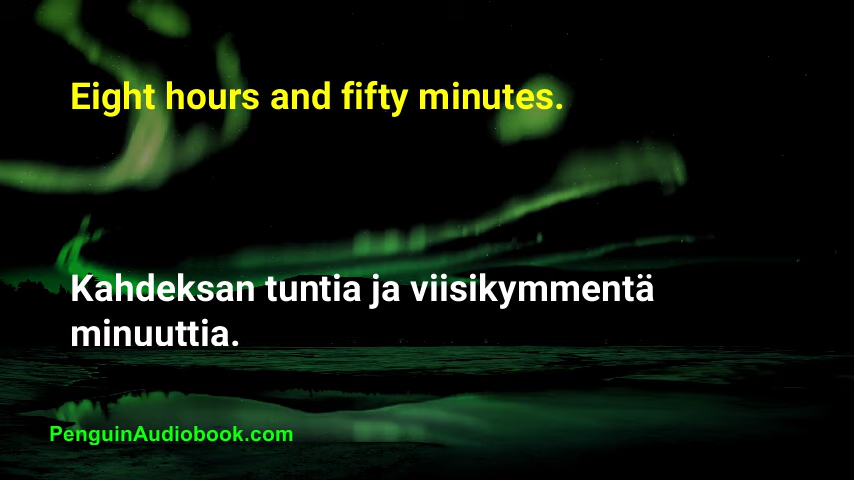 Eight hours and fifty minutes.
Kahdeksan tuntia ja viisikymmentä
minuuttia.
PenguinAudiobook.com